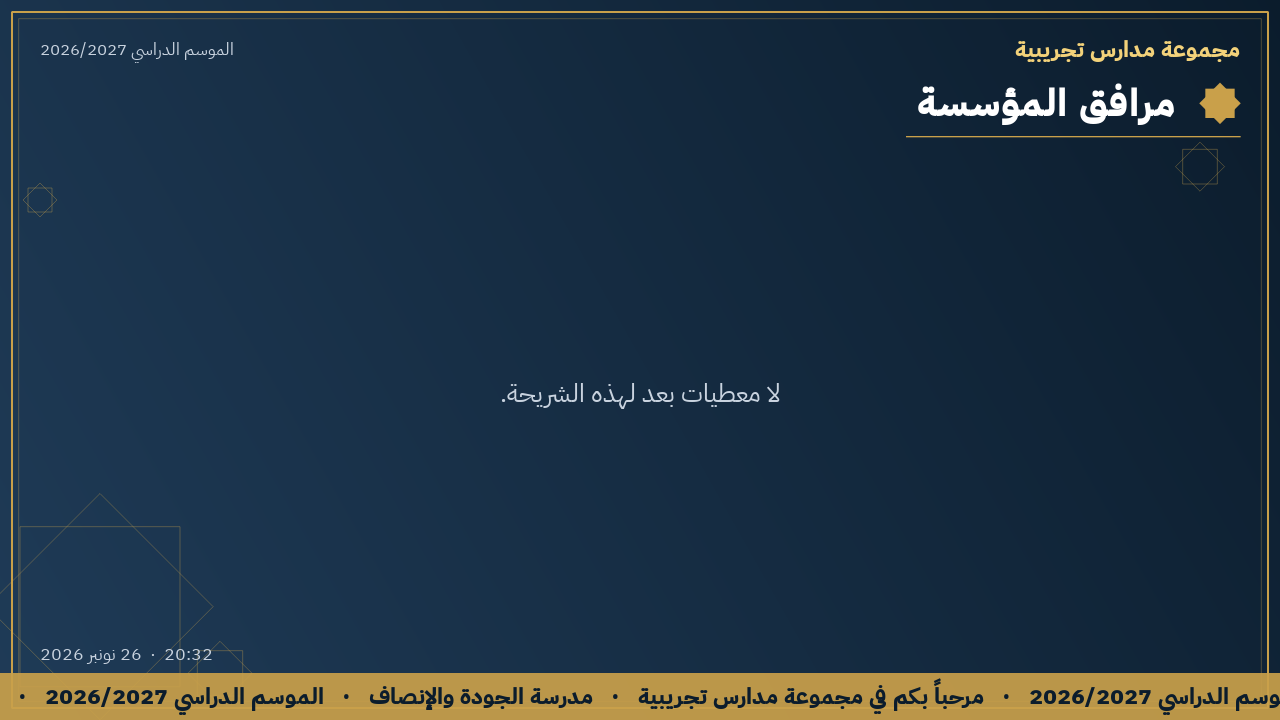 مجموعة مدارس تجريبية
الموسم الدراسي 2026/2027
مرافق المؤسسة
لا معطيات بعد لهذه الشريحة.
20:32 · 26 نونبر 2026
الدراسي 2026/2027 • مرحباً بكم في مجموعة مدارس تجريبية • مدرسة الجودة والإنصاف • الموسم الدراسي 2026/2027 •